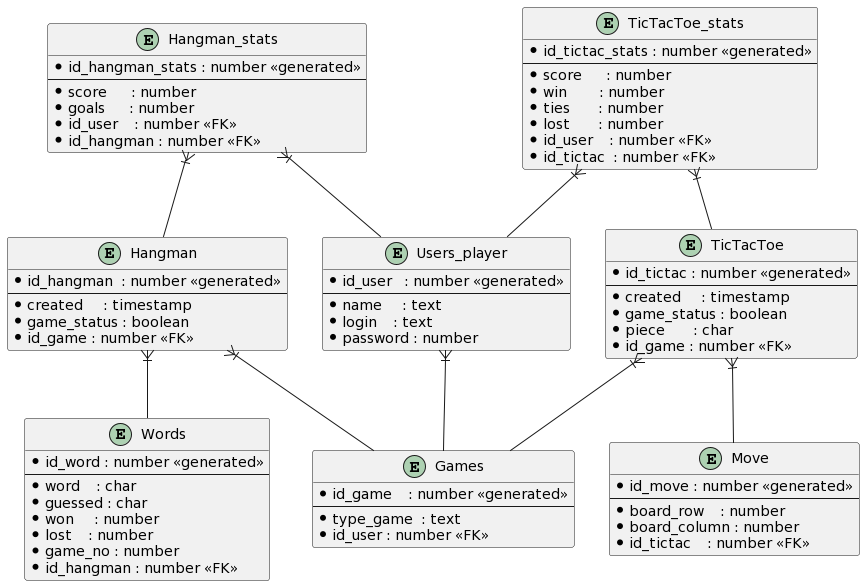 E Hangman_stats
id_hangman_stats : number «generated»
score : number
goals : number
id_user : number «FK»
id_hangman : number «FK»
E TicTacToe_stats
id_tictac_stats : number «generated»
score : number
win : number
ties : number
lost : number
id_user : number «FK»
id_tictac : number «FK»
E Hangman
id_hangman : number «generated»
created : timestamp
game_status : boolean
id_game : number «FK»
E Users_player
id_user : number «generated»
name : text
login : text
password : number
E TicTacToe
id_tictac : number «generated»
created : timestamp
game_status : boolean
piece : char
id_game : number «FK»
E Words
id_word : number «generated»
word : char
guessed : char
won : number
lost : number
game_no : number
id_hangman : number «FK»
E Games
id_game : number «generated»
type_game : text
id_user : number «FK»
E Move
id_move : number «generated»
board_row : number
board_column : number
id_tictac : number «FK»